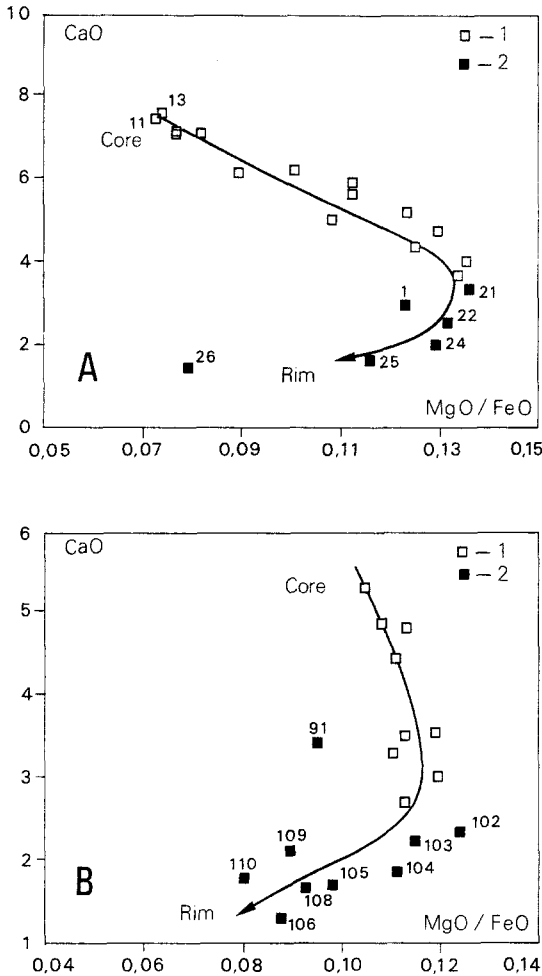 10
CaO
□ – 1
■ – 2
8
13
11
Core
6
4
21
1
22
2
24
26
25
A
Rim
MgO / FeO
0
0,05 0,07 0,09 0,11 0,13 0,15
6
CaO
□ – 1
■ – 2
Core
5
4
91
3
102
109
103
2
110
105
104
108
B
Rim
106
MgO / FeO
1
0,04 0,06 0,08 0,10 0,12 0,14